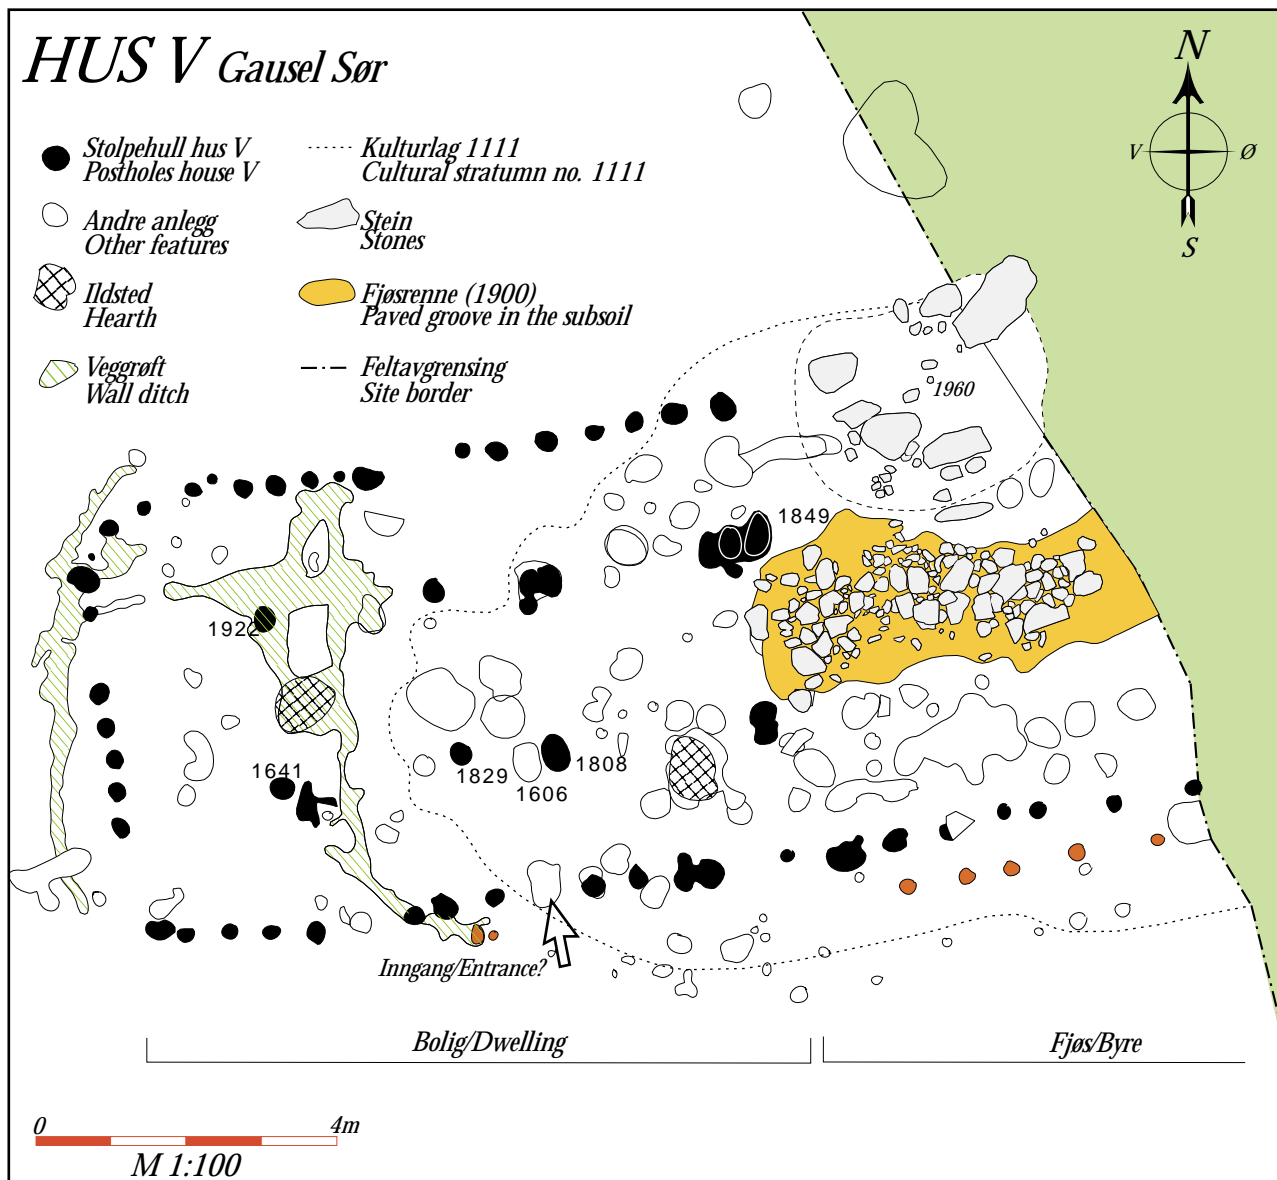 HUS V Gausel Sør
Stolpehull hus V
Postholes house V
Andre anlegg
Other features
Ildsted
Hearth
Veggrøft
Wall ditch
Kulturlag 1111
Cultural stratumn no. 1111
Stein
Stones
Fjøsrenne (1900)
Paved groove in the subsoil
Feltavgrensing
Site border
N
V
Ø
S
1960
1849
1922
1641
1829
1808
1606
Inngang/Entrance?
Bolig/Dwelling
Fjøs/Byre
0
4m
M 1:100